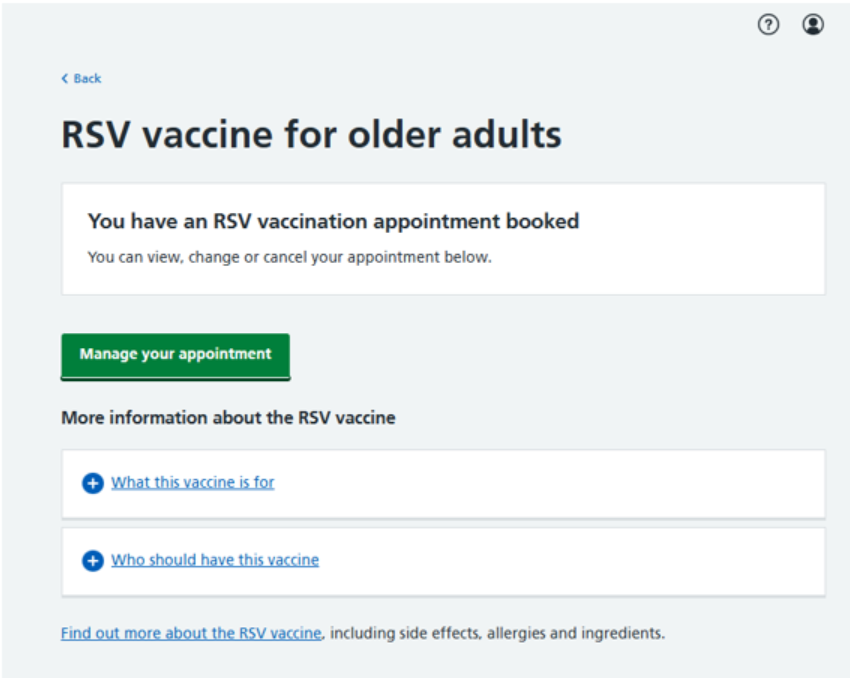 Back
RSV vaccine for older adults
You have an RSV vaccination appointment booked
You can view, change or cancel your appointment below.
Manage your appointment
More information about the RSV vaccine
What this vaccine is for
Who should have this vaccine
Find out more about the RSV vaccine, including side effects, allergies and ingredients.